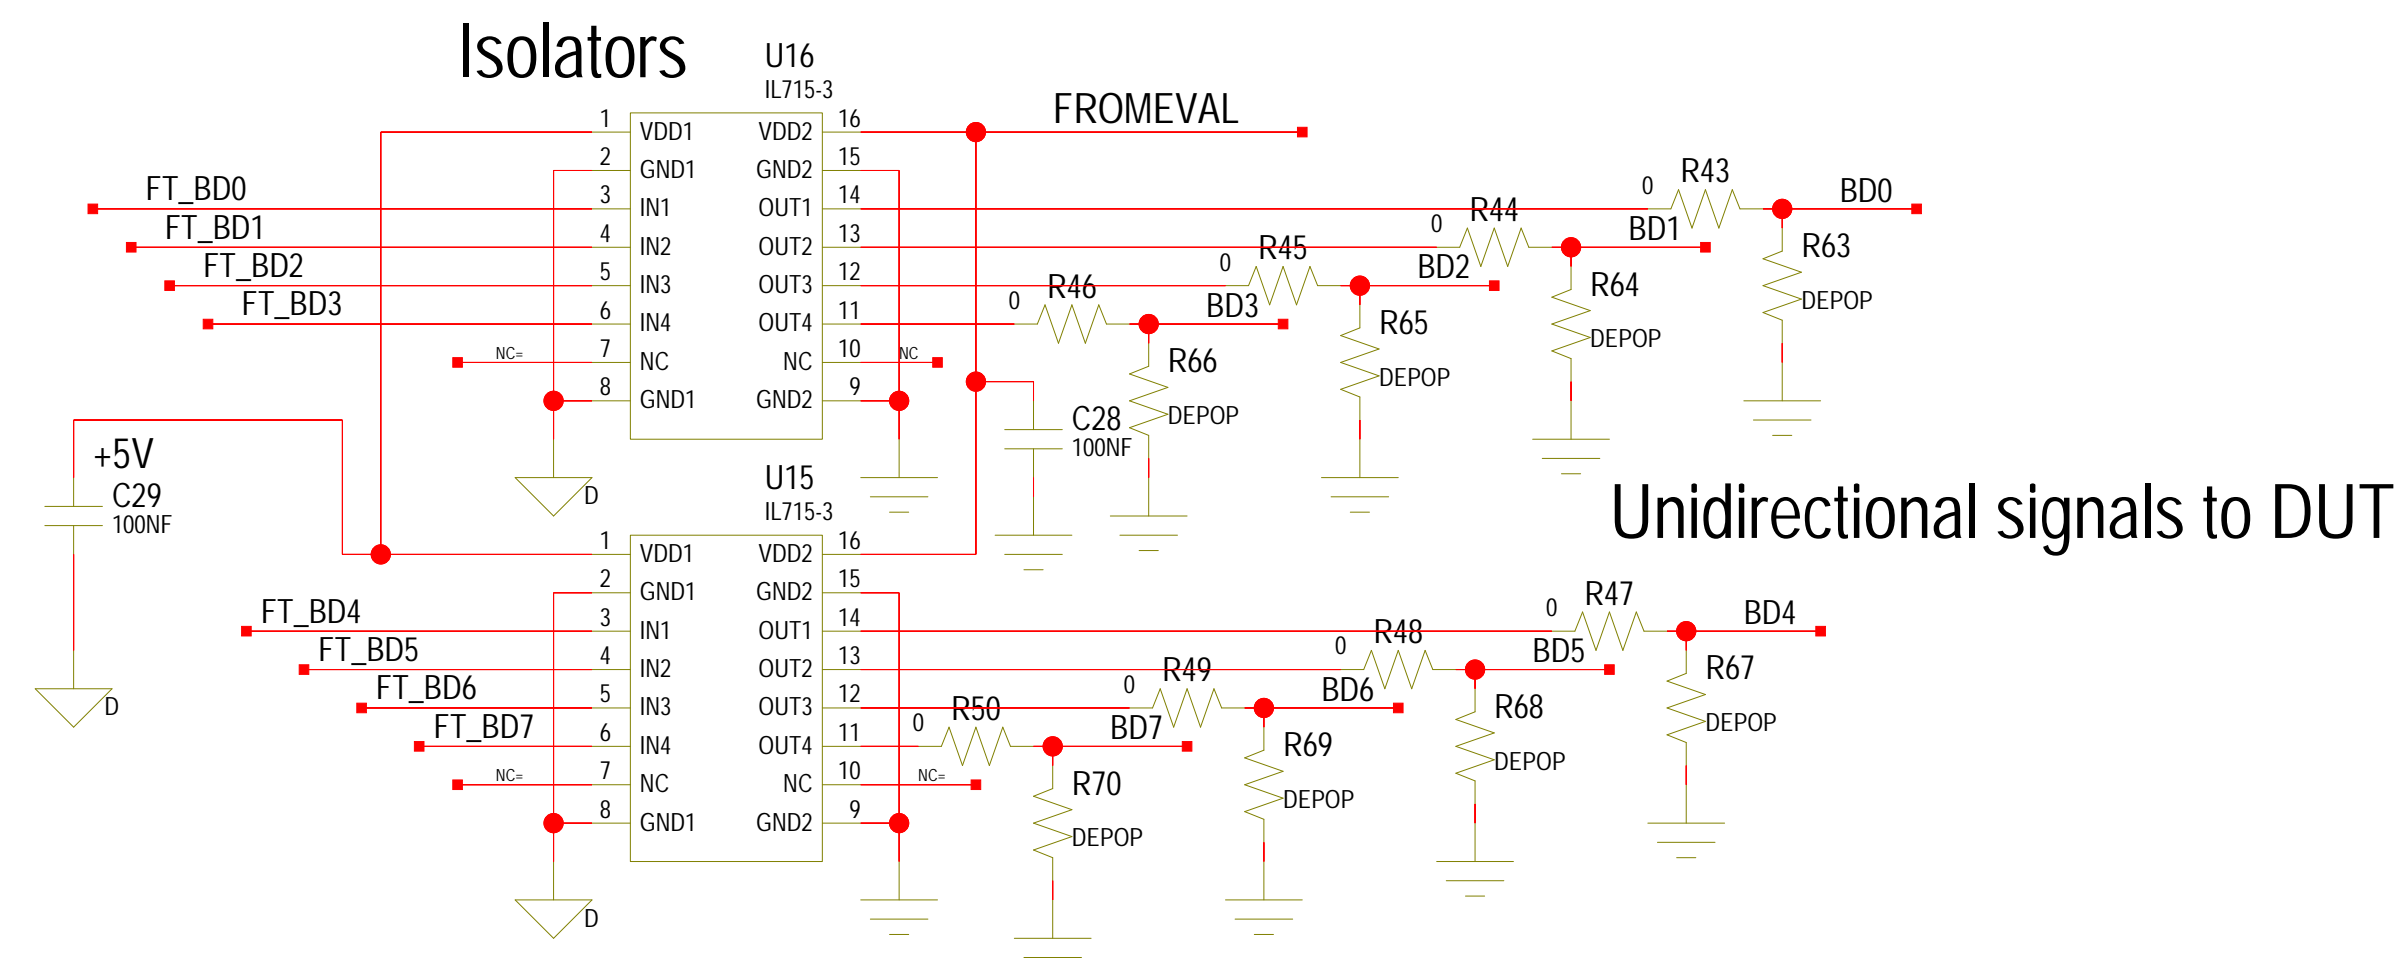 Isolators
U16
IL715-3
FROMEVAL
1 VDD1 VDD2 16
2 GND1 GND2 15
FT_BD0 3 IN1 OUT1 14 0 R43 BD0
FT_BD1 4 IN2 OUT2 13 0 R44 BD1 R63
FT_BD2 5 IN3 OUT3 12 0 R45 BD2 R64 DEPOP
FT_BD3 6 IN4 OUT4 11 0 R46 BD3 R65 DEPOP
NC= 7 NC NC 10 NC R66 DEPOP
8 GND1 GND2 9 DEPOP
C28
100NF
+5V
C29
100NF
D
U15
IL715-3
Unidirectional signals to DUT
1 VDD1 VDD2 16
2 GND1 GND2 15
FT_BD4 3 IN1 OUT1 14 0 R47 BD4
FT_BD5 4 IN2 OUT2 13 0 R48 BD5 R67
FT_BD6 5 IN3 OUT3 12 0 R49 BD6 R68 DEPOP
D
FT_BD7 6 IN4 OUT4 11 0 R50 BD7 R69 DEPOP
NC= 7 NC NC 10 NC= R70 DEPOP
8 GND1 GND2 9 DEPOP
D